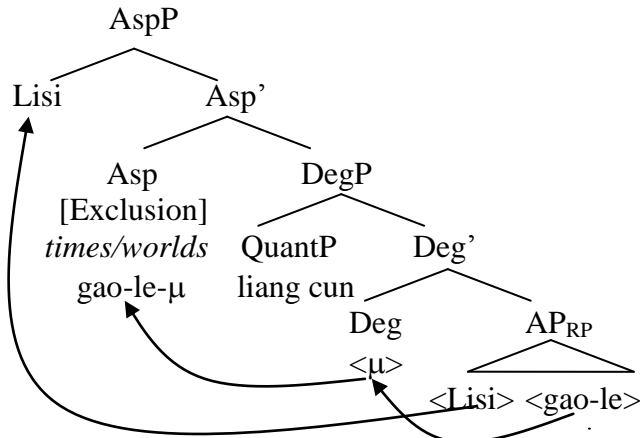 AspP
Lisi Asp’
Asp DegP
[Exclusion]
times/worlds QuantP Deg’
gao-le-μ liang cun
Deg AP_RP
<μ>
<Lisi> <gao-le>